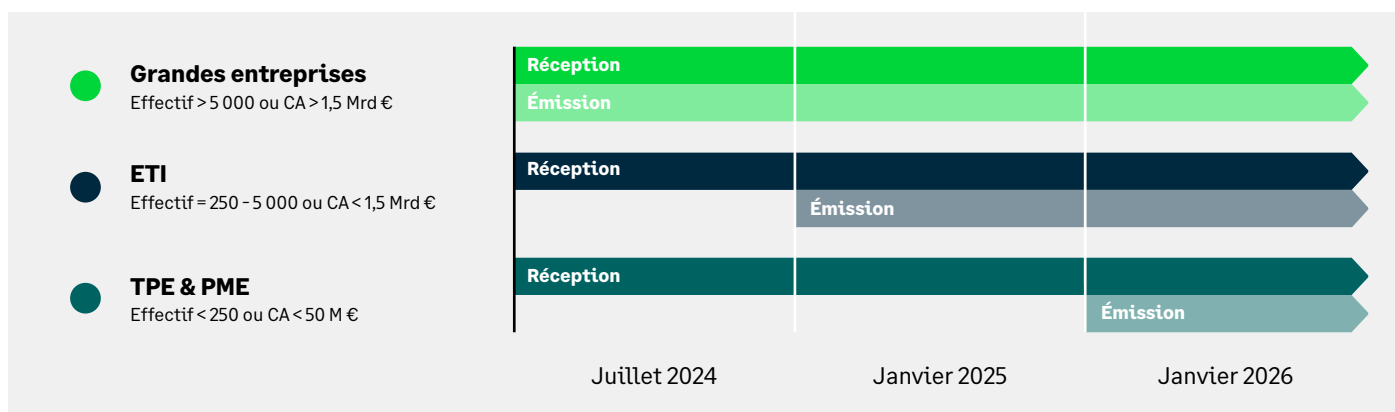 Grandes entreprises
Effectif > 5 000 ou CA > 1,5 Mrd €
Réception
Émission
ETI
Effectif = 250 - 5 000 ou CA < 1,5 Mrd €
Réception
Émission
TPE & PME
Effectif < 250 ou CA < 50 M €
Réception
Émission
Juillet 2024
Janvier 2025
Janvier 2026